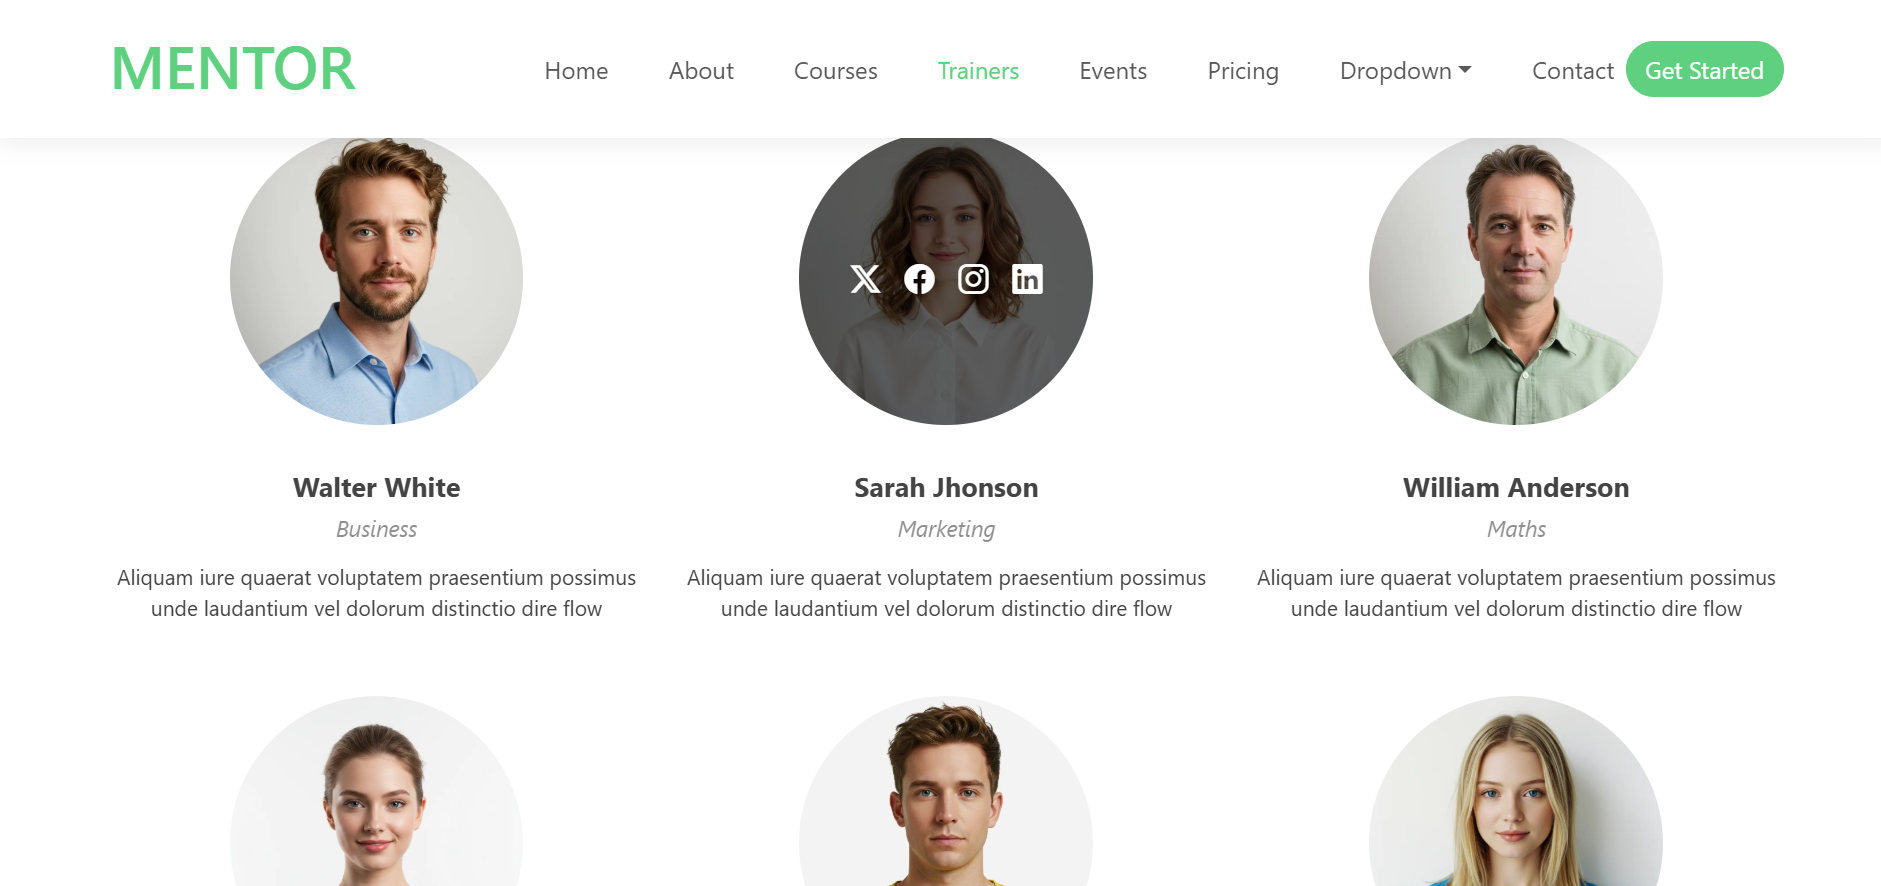 MENTOR
Home About Courses Trainers Events Pricing Dropdown Contact Get Started
Walter White
Business
Aliquam iure quaerat voluptatem praesentium possimus
unde laudantium vel dolorum distinctio dire flow
Sarah Jhonson
Marketing
Aliquam iure quaerat voluptatem praesentium possimus
unde laudantium vel dolorum distinctio dire flow
William Anderson
Maths
Aliquam iure quaerat voluptatem praesentium possimus
unde laudantium vel dolorum distinctio dire flow